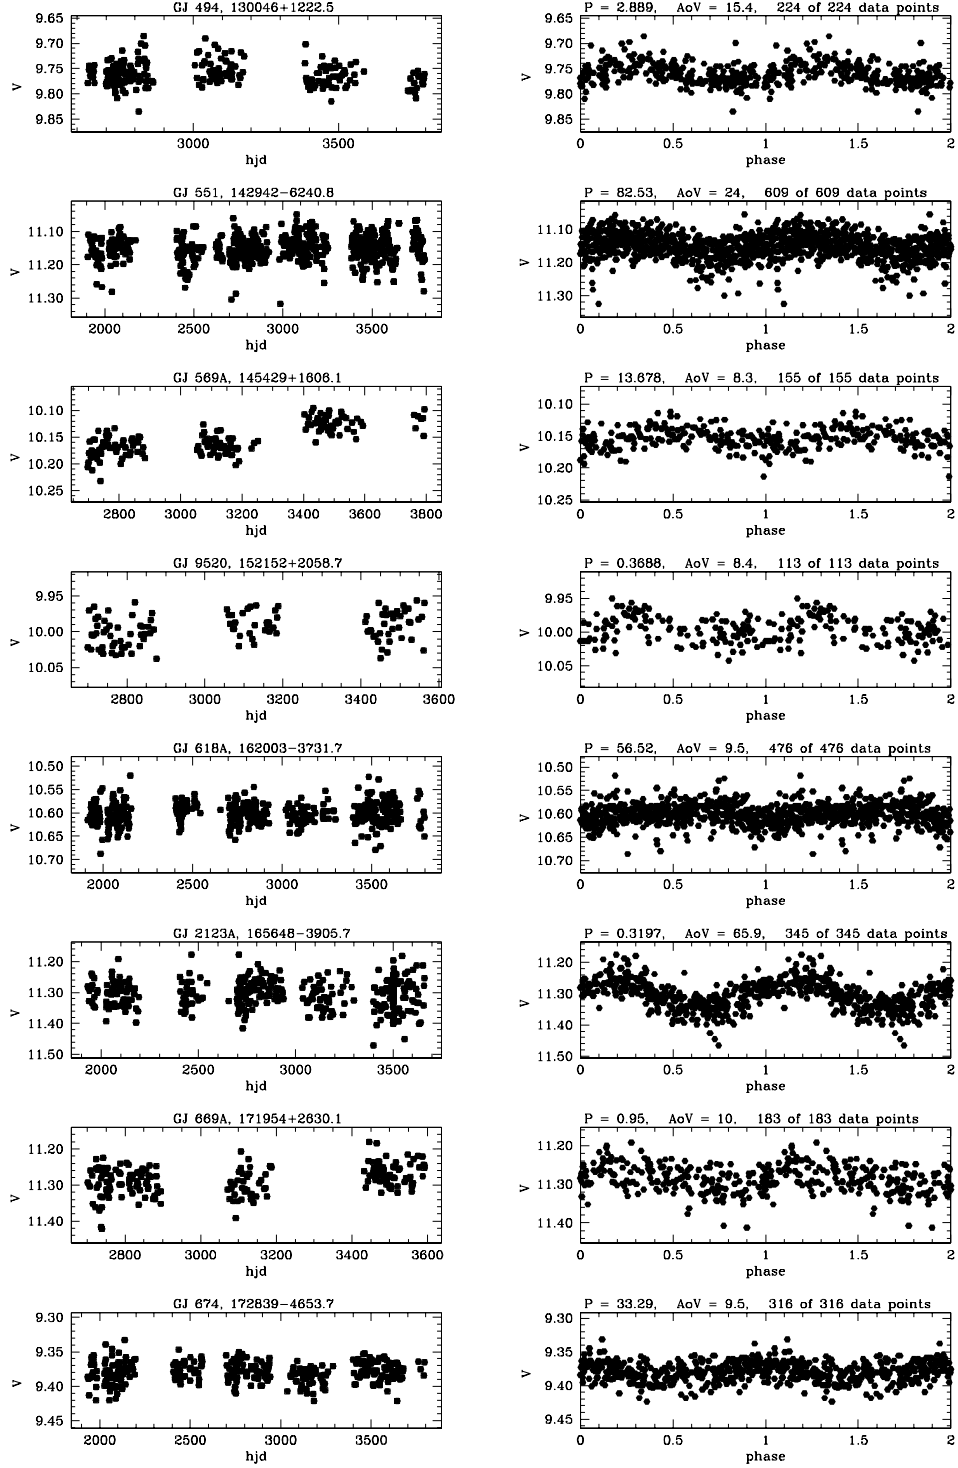 GJ 494, 130046+1222.5
P = 2.889, AoV = 15.4, 224 of 224 data points
9.65
9.70
9.75
9.80
9.85
V
3000 3500
hjd
9.65
9.70
9.75
9.80
9.85
V
0 0.5 1 1.5 2
phase
GJ 551, 142942-6240.8
P = 82.53, AoV = 24, 609 of 609 data points
11.10
11.20
11.30
V
2000 2500 3000 3500
hjd
11.10
11.20
11.30
V
0 0.5 1 1.5 2
phase
GJ 569A, 145429+1606.1
P = 13.678, AoV = 8.3, 155 of 155 data points
10.10
10.15
10.20
10.25
V
2800 3000 3200 3400 3600 3800
hjd
10.10
10.15
10.20
10.25
V
0 0.5 1 1.5 2
phase
GJ 9520, 152152+2058.7
P = 0.3688, AoV = 8.4, 113 of 113 data points
9.95
10.00
10.05
V
2800 3000 3200 3400 3600
hjd
9.95
10.00
10.05
V
0 0.5 1 1.5 2
phase
GJ 618A, 162003-3731.7
P = 56.52, AoV = 9.5, 476 of 476 data points
10.50
10.55
10.60
10.65
10.70
V
2000 2500 3000 3500
hjd
10.50
10.55
10.60
10.65
10.70
V
0 0.5 1 1.5 2
phase
GJ 2123A, 165648-3905.7
P = 0.3197, AoV = 65.9, 345 of 345 data points
11.20
11.30
11.40
11.50
V
2000 2500 3000 3500
hjd
11.20
11.30
11.40
11.50
V
0 0.5 1 1.5 2
phase
GJ 669A, 171954+2630.1
P = 0.95, AoV = 10, 183 of 183 data points
11.20
11.30
11.40
V
2800 3000 3200 3400 3600
hjd
11.20
11.30
11.40
V
0 0.5 1 1.5 2
phase
GJ 674, 172839-4653.7
P = 33.29, AoV = 9.5, 316 of 316 data points
9.30
9.35
9.40
9.45
V
2000 2500 3000 3500
hjd
9.30
9.35
9.40
9.45
V
0 0.5 1 1.5 2
phase